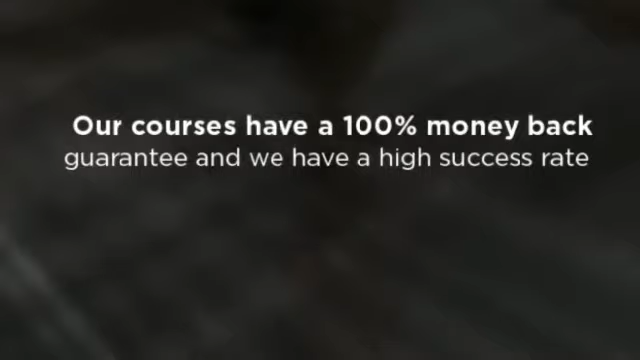 Our courses have a 100% money back
guarantee and we have a high success rate